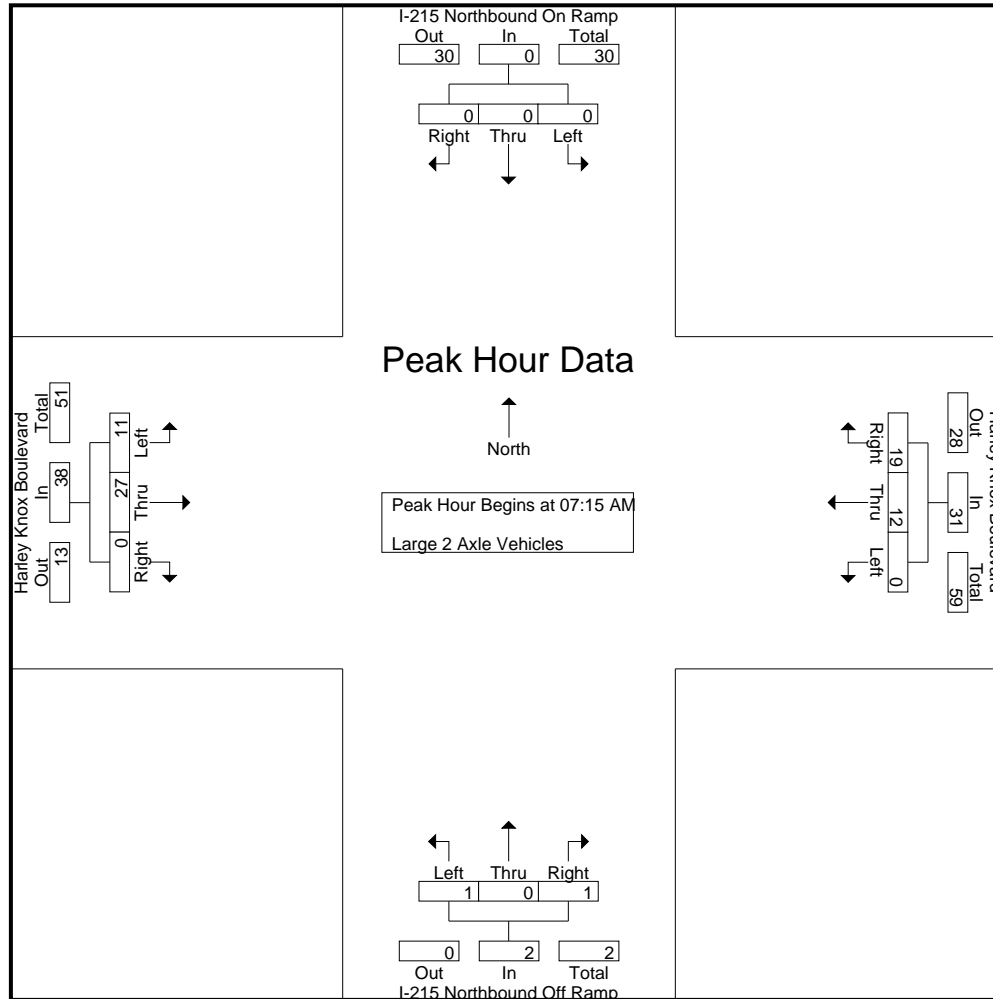 I-215 Northbound On Ramp
Out In Total
30 0 30
0 0 0
Right Thru Left
Peak Hour Data
North
Peak Hour Begins at 07:15 AM
Large 2 Axle Vehicles
Harley Knox Boulevard
Out In Total
13 38 51
0 27 11
Right Thru Left
Right Thru Left
19 12 0
28 31 59
Out In Total
Harley Knox Boulevard
Left Thru Right
1 0 1
0 2 2
Out In Total
I-215 Northbound Off Ramp